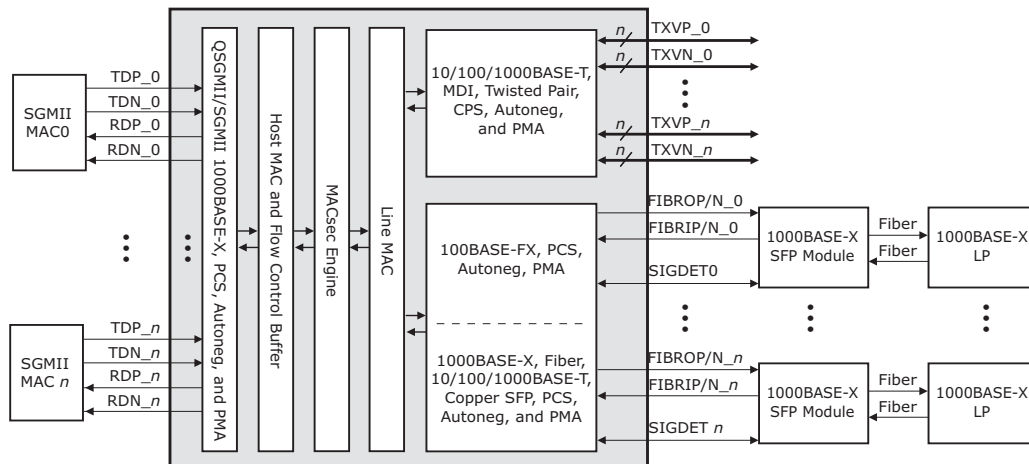 SGMII
MAC0
TDP_0
TDN_0
RDP_0
RDN_0
SGMII
MAC n
TDP_n
TDN_n
RDP_n
RDN_n
QSGMII/SGMII 1000BASE-X, PCS, Autoneg, and PMA
Host MAC and Flow Control Buffer
MACsec Engine
Line MAC
10/100/1000BASE-T,
MDI, Twisted Pair,
CPS, Autoneg,
and PMA
n
TXVP_0
n
TXVN_0
n
TXVP_n
n
TXVN_n
100BASE-FX, PCS,
Autoneg, PMA
1000BASE-X, Fiber,
10/100/1000BASE-T,
Copper SFP, PCS,
Autoneg, and PMA
FIBROP/N_0
FIBRIP/N_0
SIGDET0
1000BASE-X
SFP Module
Fiber
Fiber
1000BASE-X
LP
FIBROP/N_n
FIBRIP/N_n
SIGDET n
1000BASE-X
SFP Module
Fiber
Fiber
1000BASE-X
LP